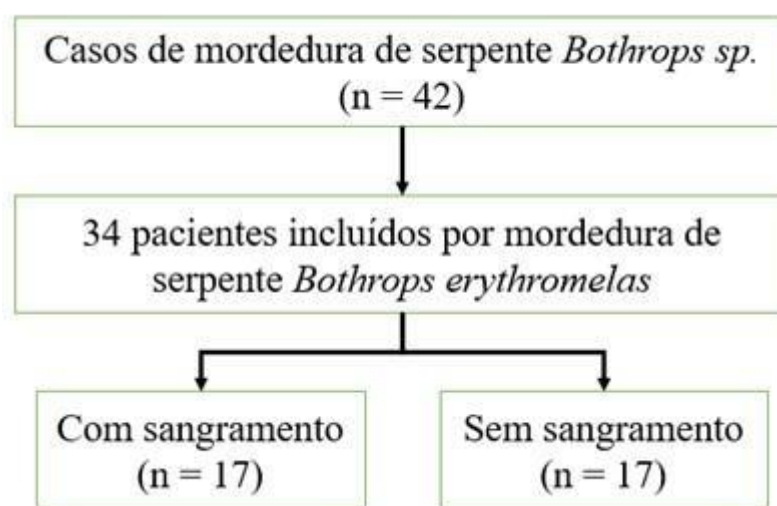 Casos de mordedura de serpente Bothrops sp.
(n = 42)
34 pacientes incluídos por mordedura de
serpente Bothrops erythromelas
Com sangramento
(n = 17)
Sem sangramento
(n = 17)